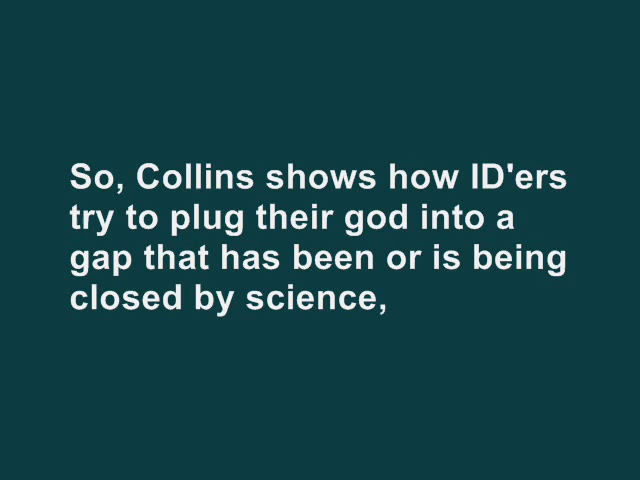 So, Collins shows how ID'ers
try to plug their god into a
gap that has been or is being
closed by science,